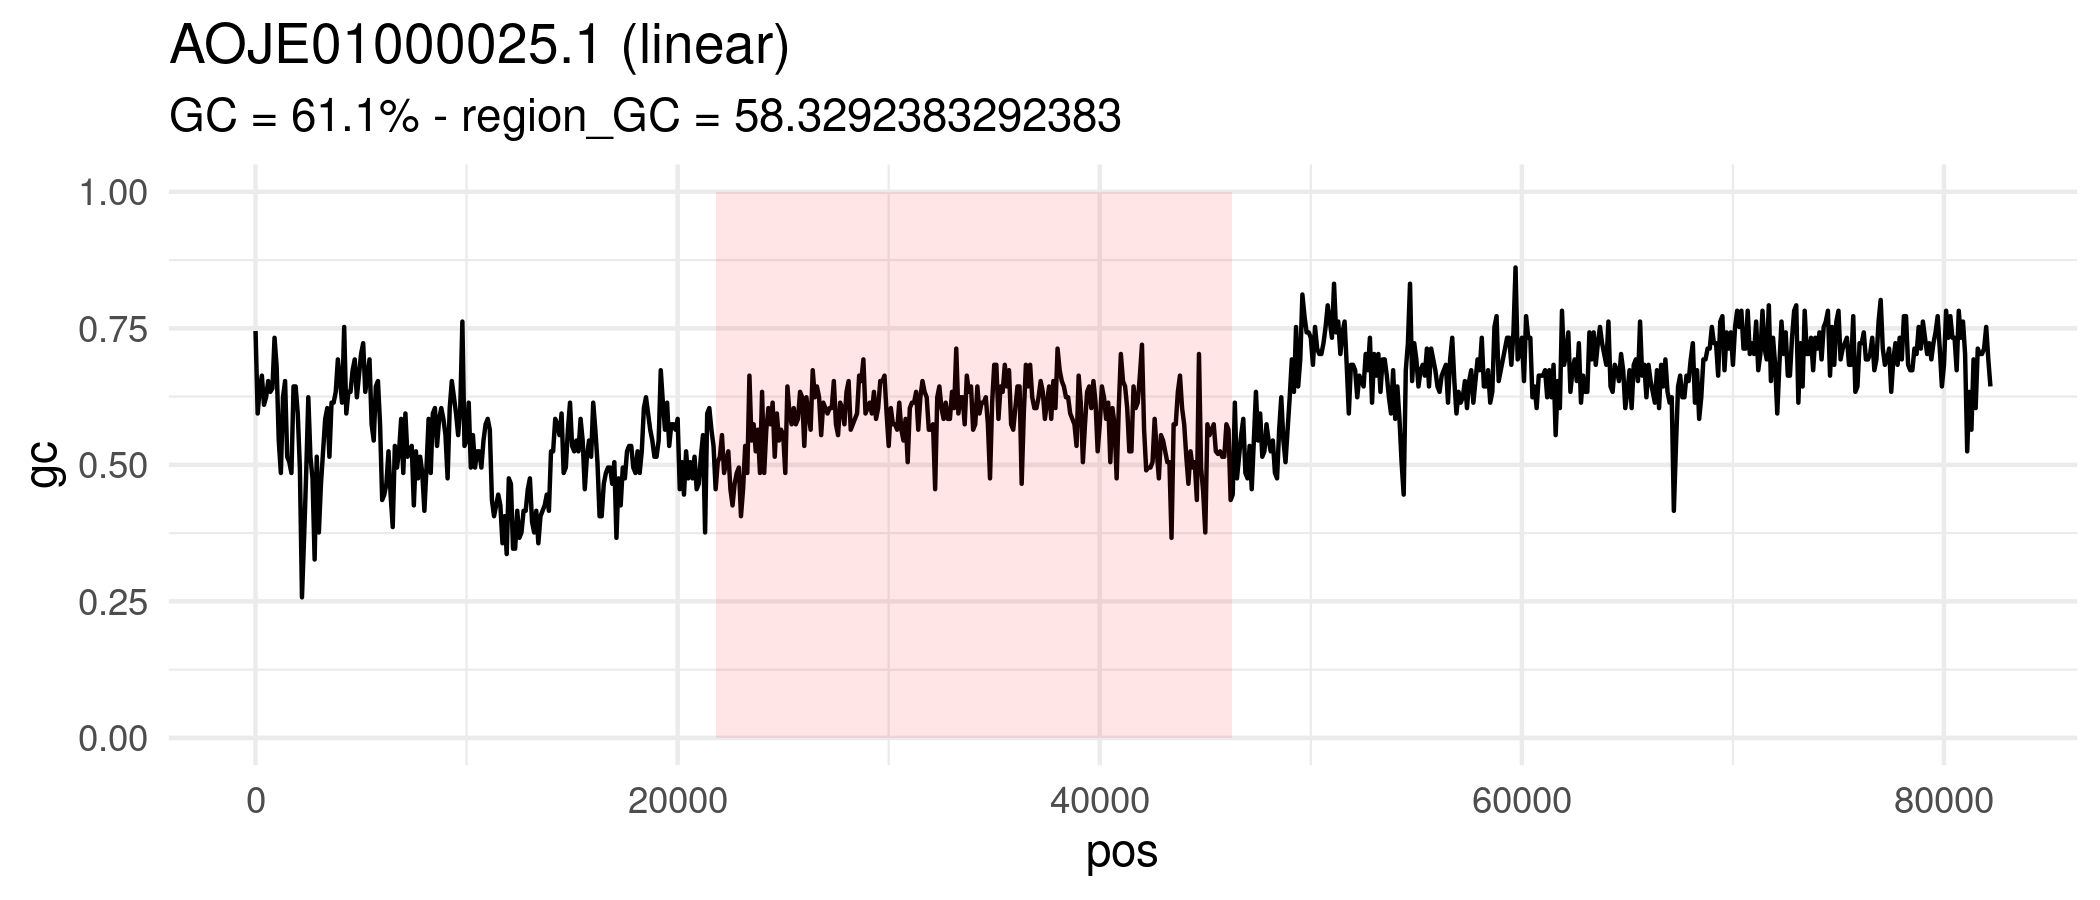 AOJE01000025.1 (linear)
GC = 61.1% - region_GC = 58.3292383292383
gc
1.00
0.75
0.50
0.25
0.00
0 20000 40000 60000 80000
pos